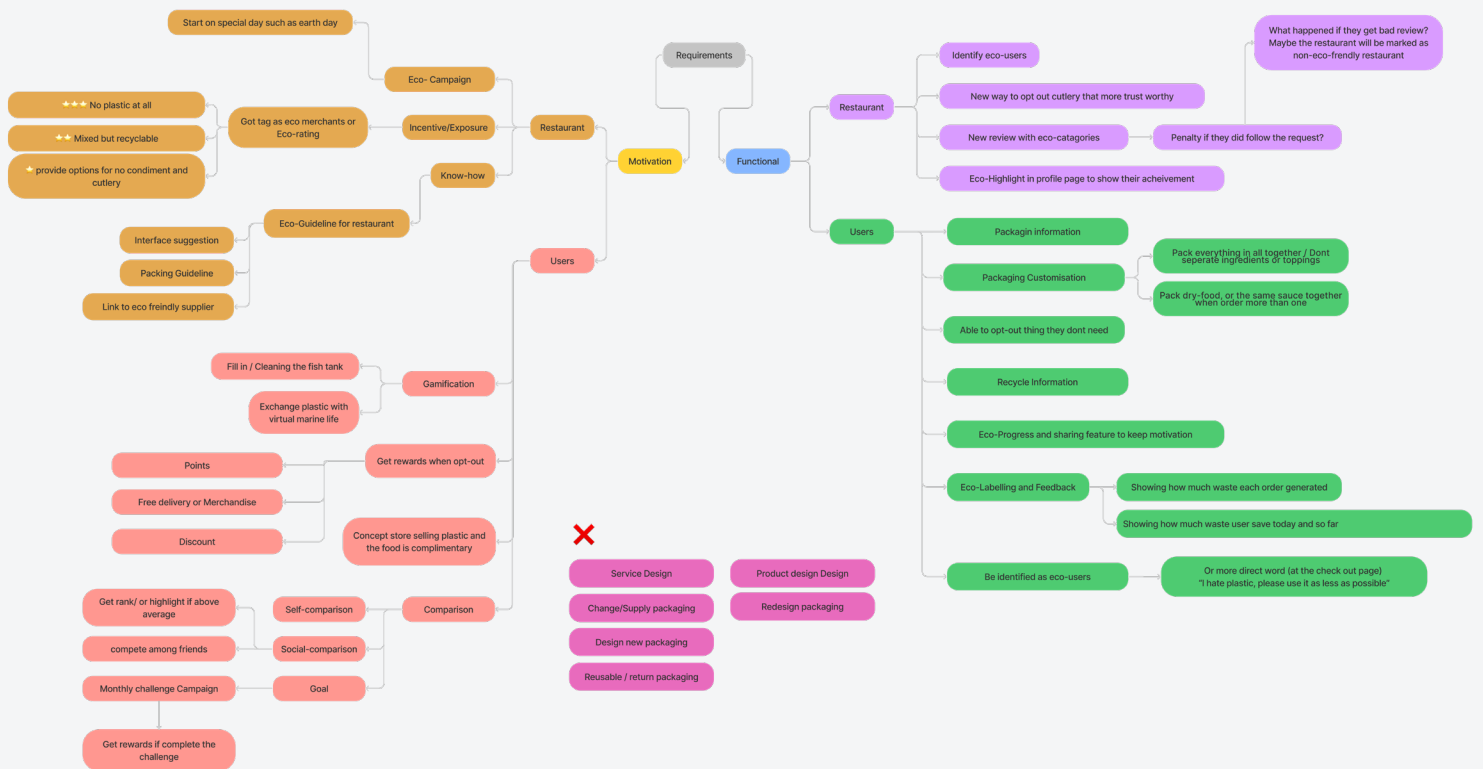 Requirements
Motivation
Functional
Restaurant
Eco- Campaign
Start on special day such as earth day
Incentive/Exposure
Got tag as eco merchants or
Eco-rating
⭐⭐⭐ No plastic at all
⭐⭐ Mixed but recyclable
⭐ provide options for no condiment and
cutlery
Know-how
Eco-Guideline for restaurant
Interface suggestion
Packing Guideline
Link to eco freindly supplier
Users
Gamification
Fill in / Cleaning the fish tank
Exchange plastic with
virtual marine life
Get rewards when opt-out
Points
Free delivery or Merchandise
Discount
Concept store selling plastic and
the food is complimentary
Comparison
Self-comparison
Social-comparison
Get rank/ or highlight if above
average
compete among friends
Goal
Monthly challenge Campaign
Get rewards if complete the
challenge
Restaurant
Identify eco-users
New way to opt out cutlery that more trust worthy
New review with eco-catagories
Penalty if they did follow the request?
What happened if they get bad review?
Maybe the restaurant will be marked as
non-eco-frendly restaurant
Eco-Highlight in profile page to show their acheivement
Users
Packagin information
Packaging Customisation
Pack everything in all together / Dont
seperate ingredients or toppings
Pack dry-food, or the same sauce together
when order more than one
Able to opt-out thing they dont need
Recycle Information
Eco-Progress and sharing feature to keep motivation
Eco-Labelling and Feedback
Showing how much waste each order generated
Showing how much waste user save today and so far
Be identified as eco-users
Or more direct word (at the check out page)
"I hate plastic, please use it as less as possible"
Service Design
Change/Supply packaging
Design new packaging
Reusable / return packaging
Product design Design
Redesign packaging